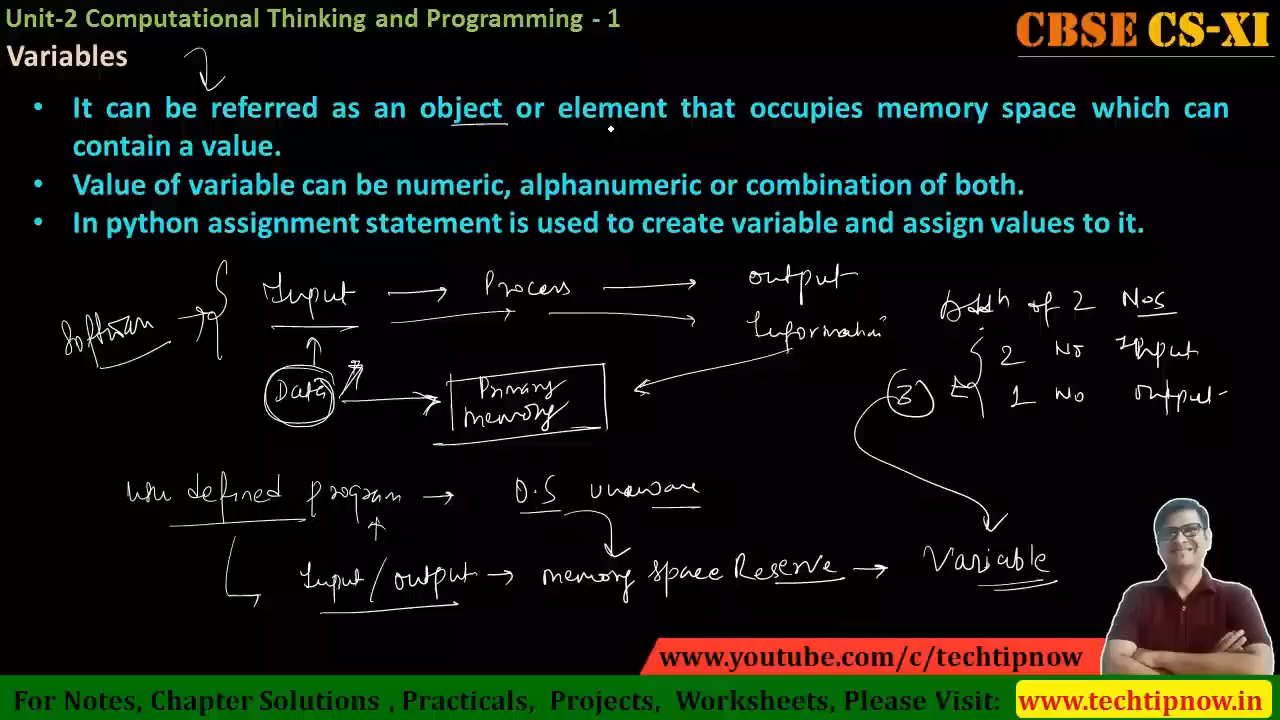 Unit-2 Computational Thinking and Programming - 1
CBSE CS-XI
Variables
• It can be referred as an object or element that occupies memory space which can
contain a value.
• Value of variable can be numeric, alphanumeric or combination of both.
• In python assignment statement is used to create variable and assign values to it.
Software → Input → Process → output
Information
Data → Primary
memory
of 2 Nos
2 No Input
3 1 No output
defined program → O.S unaware
Input/output → memory space Reserve → Variable
www.youtube.com/c/techtipnow
For Notes, Chapter Solutions , Practicals, Projects, Worksheets, Please Visit: www.techtipnow.in